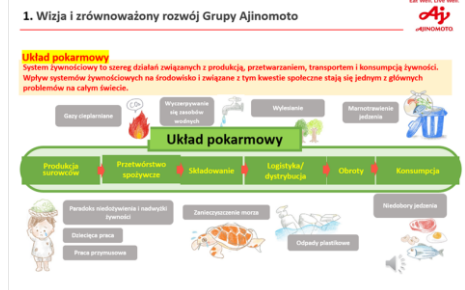 Eat Well, Live Well.
AJINOMOTO
1. Wizja i zrównoważony rozwój Grupy Ajinomoto
Układ pokarmowy
System żywnościowy to szereg działań związanych z produkcją, przetwarzaniem, transportem i konsumpcją żywności.
Wpływ systemów żywnościowych na środowisko i związane z tym kwestie społeczne stają się jednym z głównych
problemów na całym świecie.
Gazy cieplarniane
Wyczerpywanie
się zasobów
wodnych
Wylesienie
Marnotrawienie
jedzenia
Układ pokarmowy
Produkcja
surowców
Przetwórstwo
spożywcze
Składowanie
Logistyka/
dystrybucja
Obroty
Konsumpcja
Paradoks niedożywienia i nadwyżki
żywności
Dziecięca praca
Praca przymusowa
Zanieczyszczenie morza
Odpady plastikowe
Niedobory jedzenia